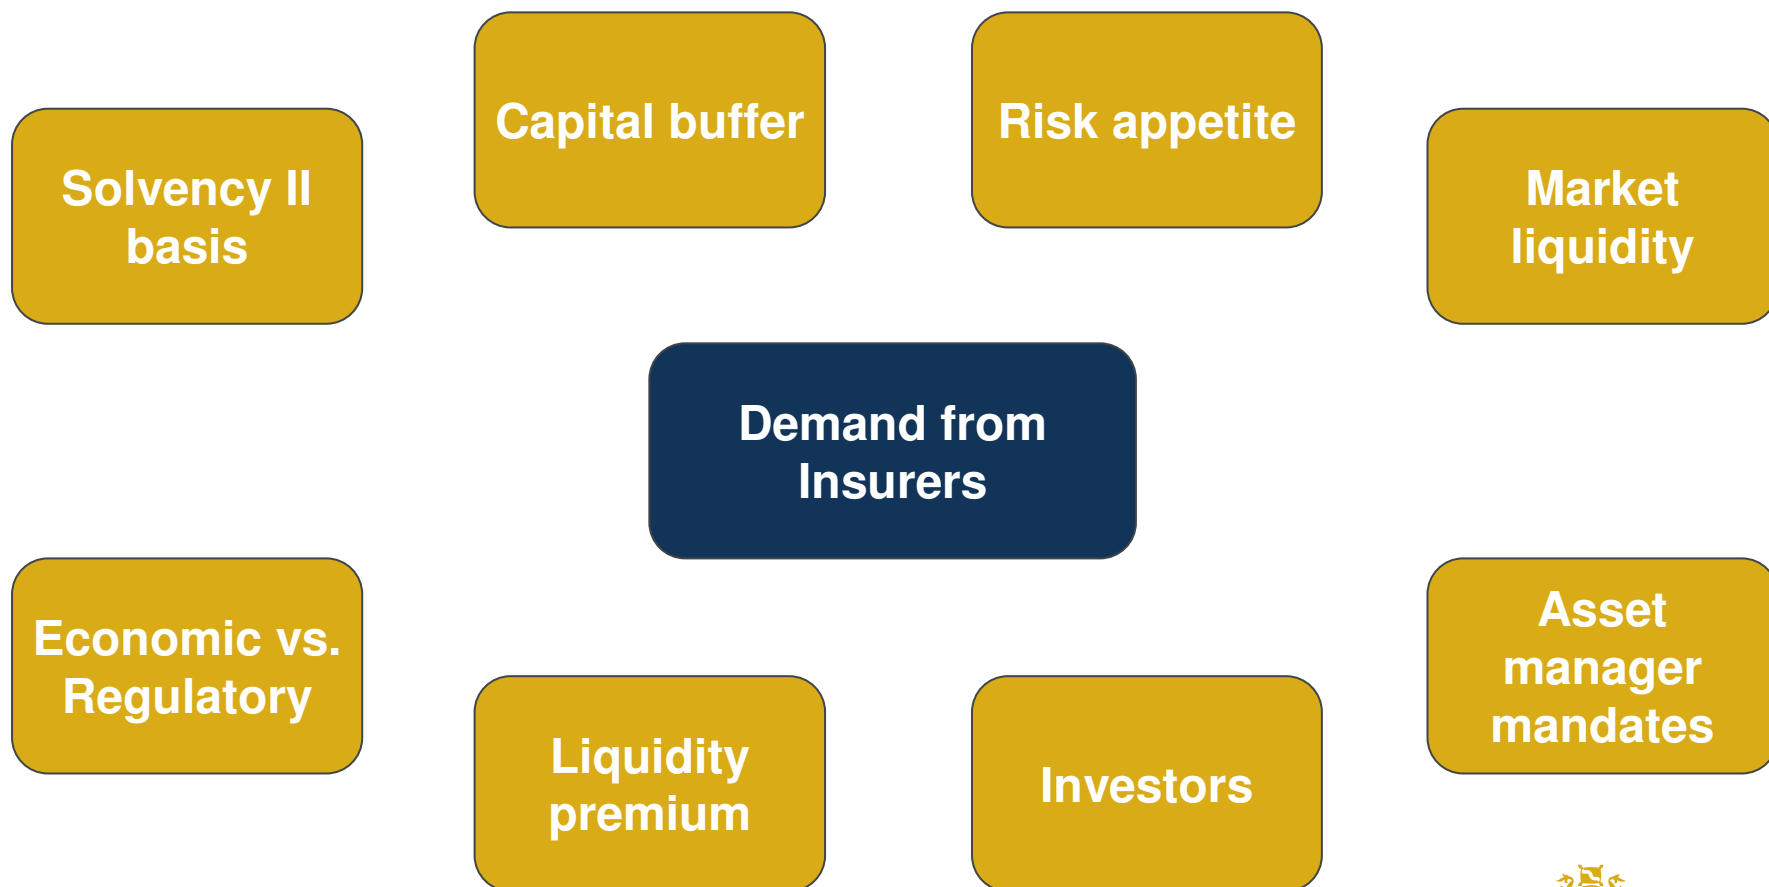 Capital buffer
Risk appetite
Solvency II
basis
Market
liquidity
Demand from
Insurers
Economic vs.
Regulatory
Asset
manager
mandates
Liquidity
premium
Investors